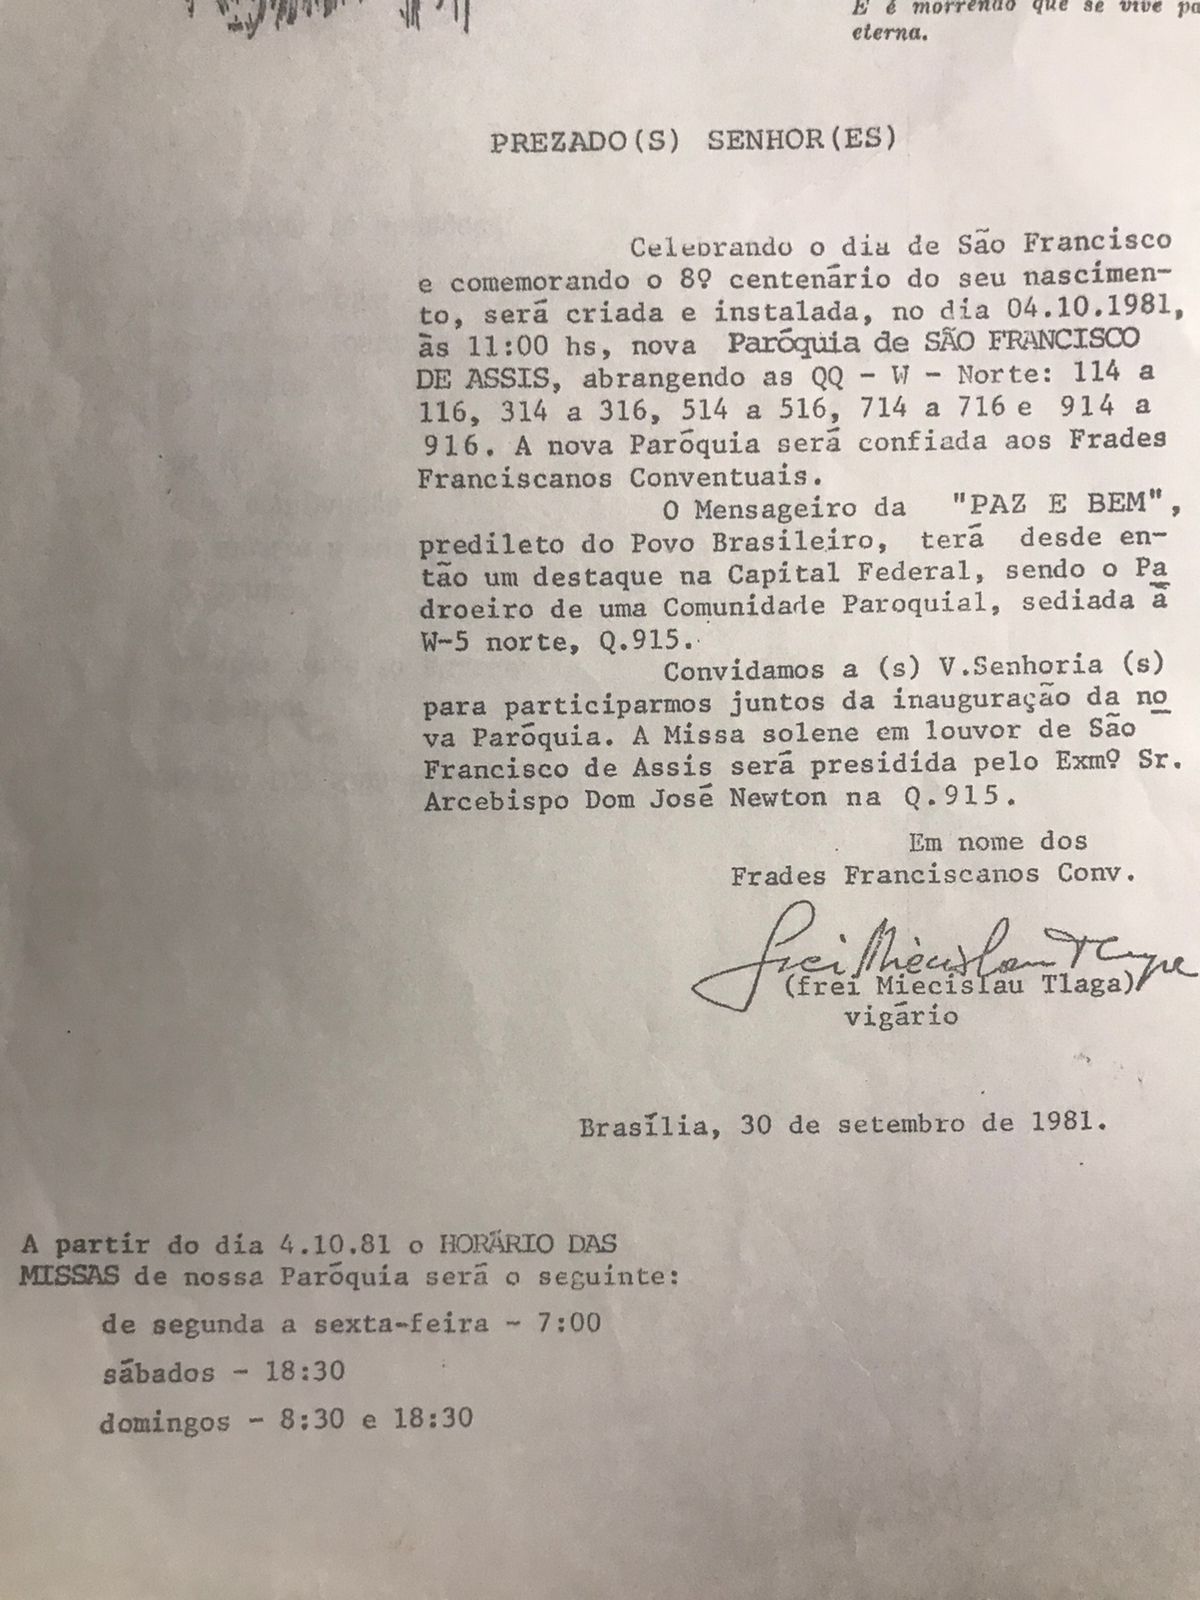 E é morrendo que se vive pa
eterna.
PREZADO(S) SENHOR(ES)
Celebrando o dia de São Francisco
e comemorando o 8º centenário do seu nascimen-
to, será criada e instalada, no dia 04.10.1981,
às 11:00 hs, nova Paróquia de SÃO FRANCISCO
DE ASSIS, abrangendo as QQ - W - Norte: 114 a
116, 314 a 316, 514 a 516, 714 a 716 e 914 a
916. A nova Paróquia será confiada aos Frades
Franciscanos Conventuais.
O Mensageiro da "PAZ E BEM",
predileto do Povo Brasileiro, terá desde en-
tão um destaque na Capital Federal, sendo o Pa
droeiro de uma Comunidade Paroquial, sediada à
W-5 norte, Q.915.
Convidamos a (s) V.Senhoria (s)
para participarmos juntos da inauguração da no
va Paróquia. A Missa solene em louvor de São
Francisco de Assis será presidida pelo Exmº Sr.
Arcebispo Dom José Newton na Q.915.
Em nome dos
Frades Franciscanos Conv.
frei Miecislau Tlaga
(frei Miecislau Tlaga)
vigário
Brasília, 30 de setembro de 1981.
A partir do dia 4.10.81 o HORÁRIO DAS
MISSAS de nossa Paróquia será o seguinte:
de segunda a sexta-feira - 7:00
sábados - 18:30
domingos - 8:30 e 18:30